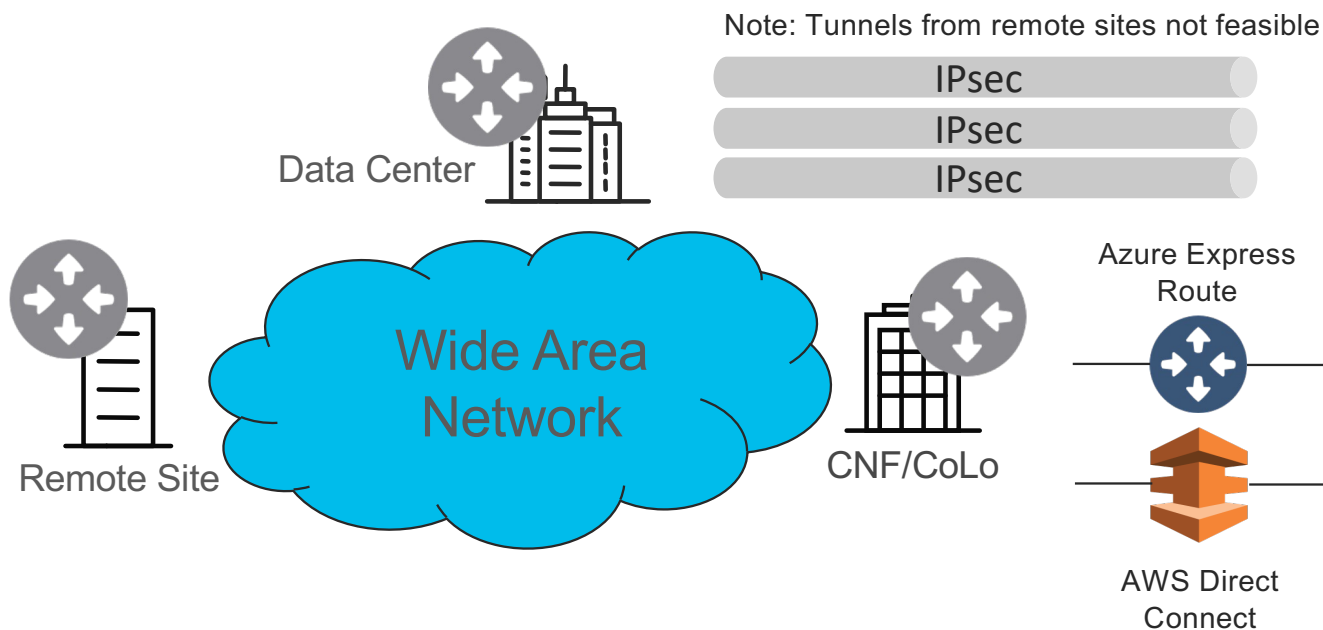 Note: Tunnels from remote sites not feasible
IPsec
IPsec
IPsec
Data Center
Azure Express
Route
Wide Area
Network
Remote Site
CNF/CoLo
AWS Direct
Connect